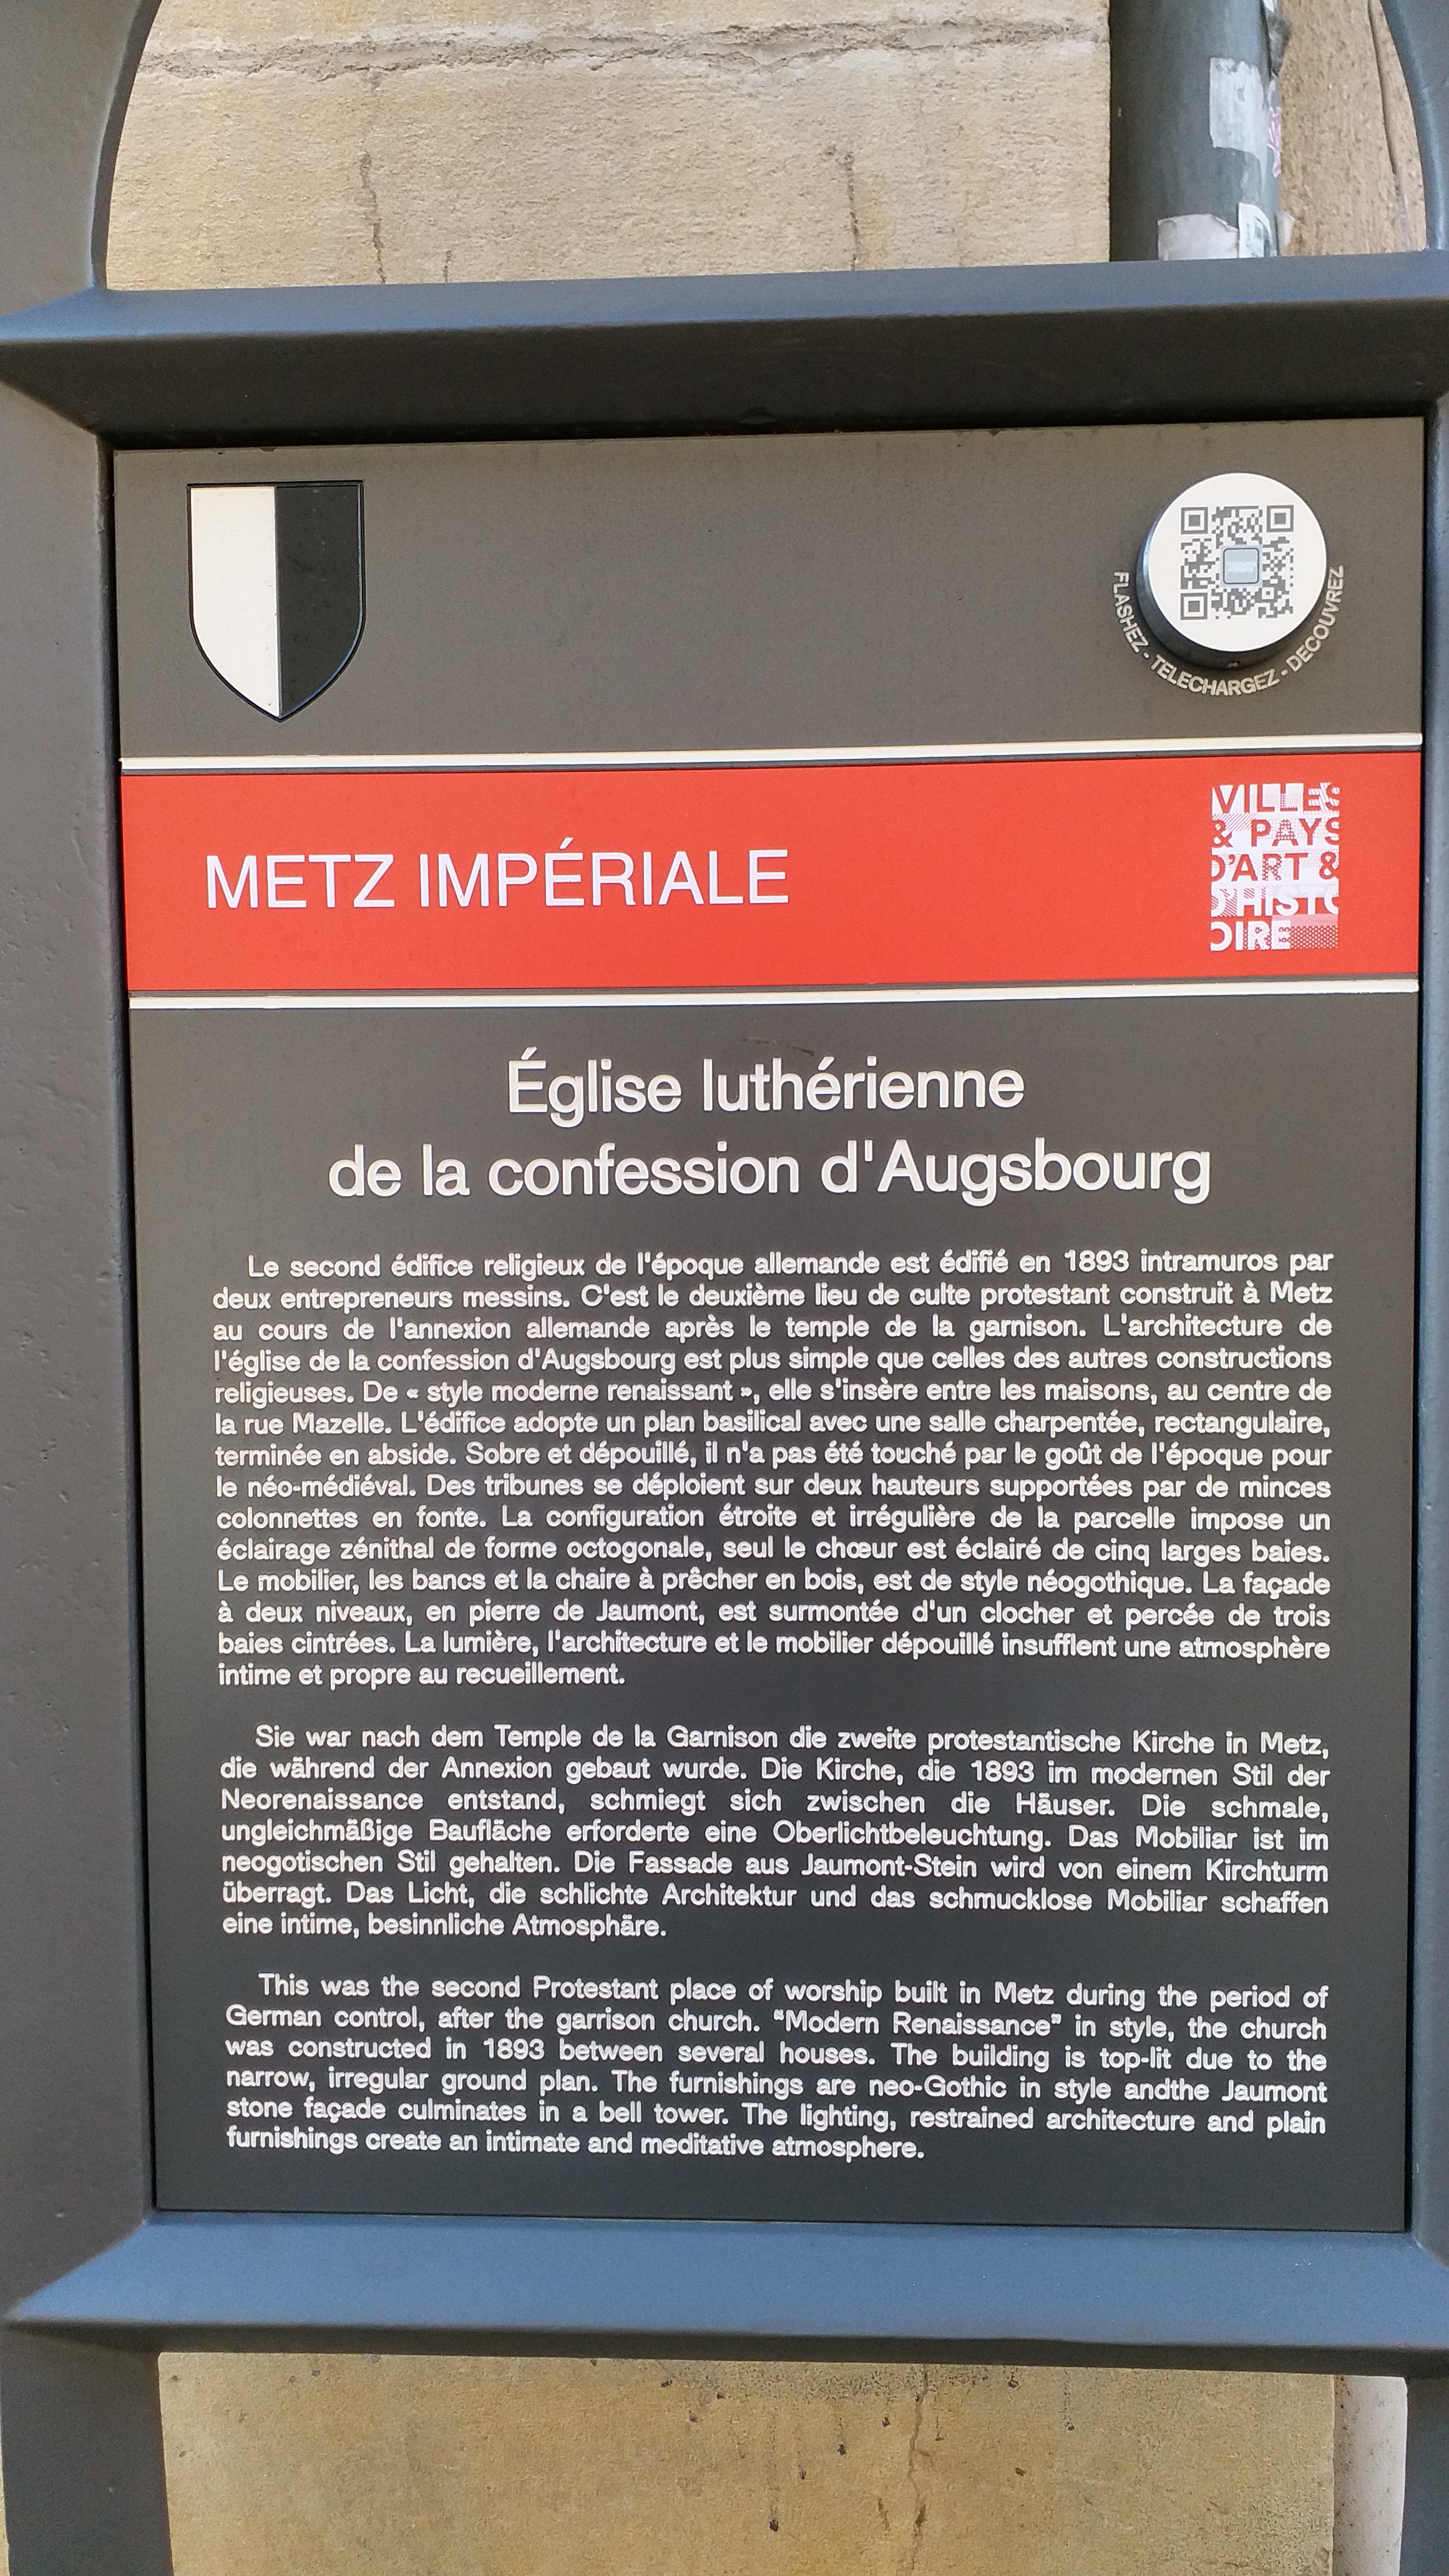 FLASHEZ - TELECHARGEZ - DECOUVREZ
METZ IMPÉRIALE
VILLES
& PAYS
D'ART &
D'HISTO
OIRE
Église luthérienne
de la confession d'Augsbourg
Le second édifice religieux de l'époque allemande est édifié en 1893 intramuros par
deux entrepreneurs messins. C'est le deuxième lieu de culte protestant construit à Metz
au cours de l'annexion allemande après le temple de la garnison. L'architecture de
l'église de la confession d'Augsbourg est plus simple que celles des autres constructions
religieuses. De « style moderne renaissant », elle s'insère entre les maisons, au centre de
la rue Mazelle. L'édifice adopte un plan basilical avec une salle charpentée, rectangulaire,
terminée en abside. Sobre et dépouillé, il n'a pas été touché par le goût de l'époque pour
le néo-médiéval. Des tribunes se déploient sur deux hauteurs supportées par de minces
colonnettes en fonte. La configuration étroite et irrégulière de la parcelle impose un
éclairage zénithal de forme octogonale, seul le chœur est éclairé de cinq larges baies.
Le mobilier, les bancs et la chaire à prêcher en bois, est de style néogothique. La façade
à deux niveaux, en pierre de Jaumont, est surmontée d'un clocher et percée de trois
baies cintrées. La lumière, l'architecture et le mobilier dépouillé insufflent une atmosphère
intime et propre au recueillement.
Sie war nach dem Temple de la Garnison die zweite protestantische Kirche in Metz,
die während der Annexion gebaut wurde. Die Kirche, die 1893 im modernen Stil der
Neorenaissance entstand, schmiegt sich zwischen die Häuser. Die schmale,
ungleichmäßige Baufläche erforderte eine Oberlichtbeleuchtung. Das Mobiliar ist im
neogotischen Stil gehalten. Die Fassade aus Jaumont-Stein wird von einem Kirchturm
überragt. Das Licht, die schlichte Architektur und das schmucklose Mobiliar schaffen
eine intime, besinnliche Atmosphäre.
This was the second Protestant place of worship built in Metz during the period of
German control, after the garrison church. “Modern Renaissance” in style, the church
was constructed in 1893 between several houses. The building is top-lit due to the
narrow, irregular ground plan. The furnishings are neo-Gothic in style andthe Jaumont
stone façade culminates in a bell tower. The lighting, restrained architecture and plain
furnishings create an intimate and meditative atmosphere.